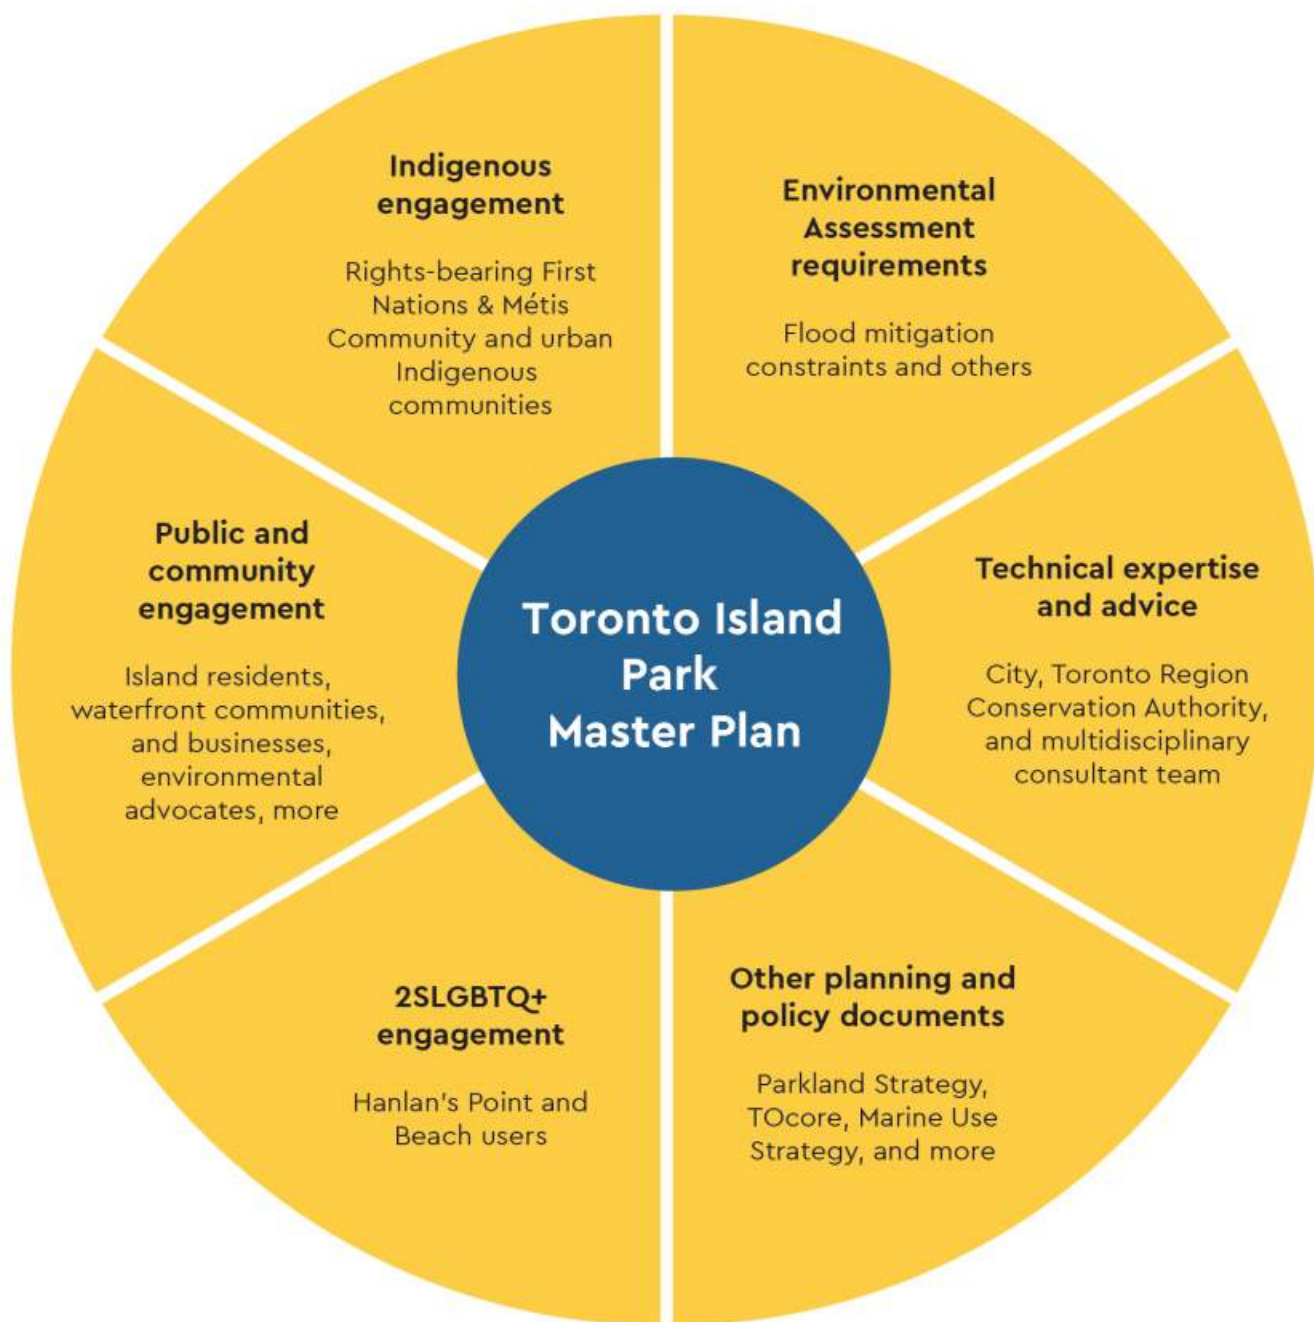 Indigenous
engagement
Rights-bearing First
Nations & Métis
Community and urban
Indigenous
communities
Environmental
Assessment
requirements
Flood mitigation
constraints and others
Public and
community
engagement
Island residents,
waterfront communities,
and businesses,
environmental
advocates, more
Toronto Island
Park
Master Plan
Technical expertise
and advice
City, Toronto Region
Conservation Authority,
and multidisciplinary
consultant team
2SLGBTQ+
engagement
Hanlan's Point and
Beach users
Other planning and
policy documents
Parkland Strategy,
TOcore, Marine Use
Strategy, and more